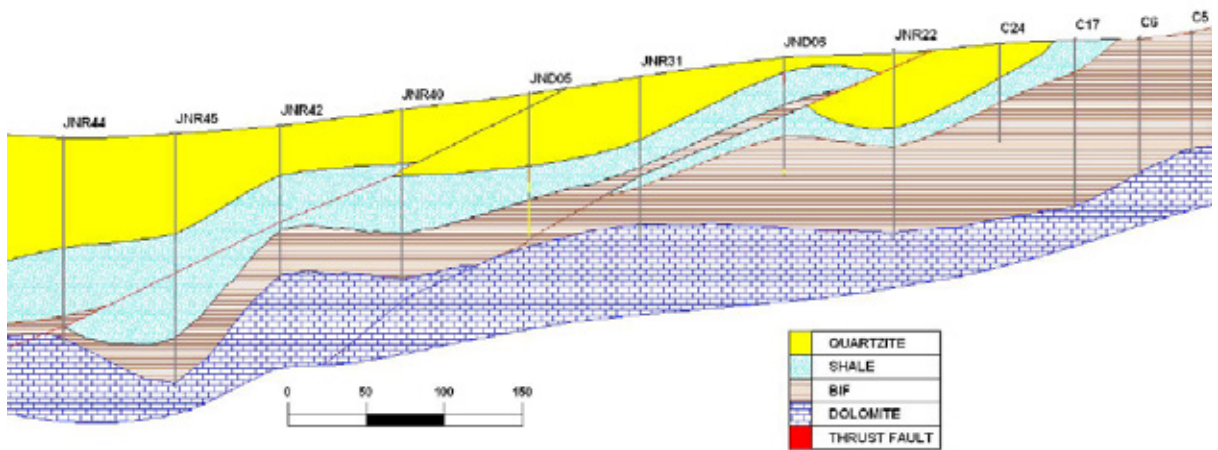 JNR44
JNR45
JNR42
JNR40
JND05
JNR31
JND06
JNR22
C24
C17
C6
C5
0 50 100 150
QUARTZITE
SHALE
BIF
DOLOMITE
THRUST FAULT